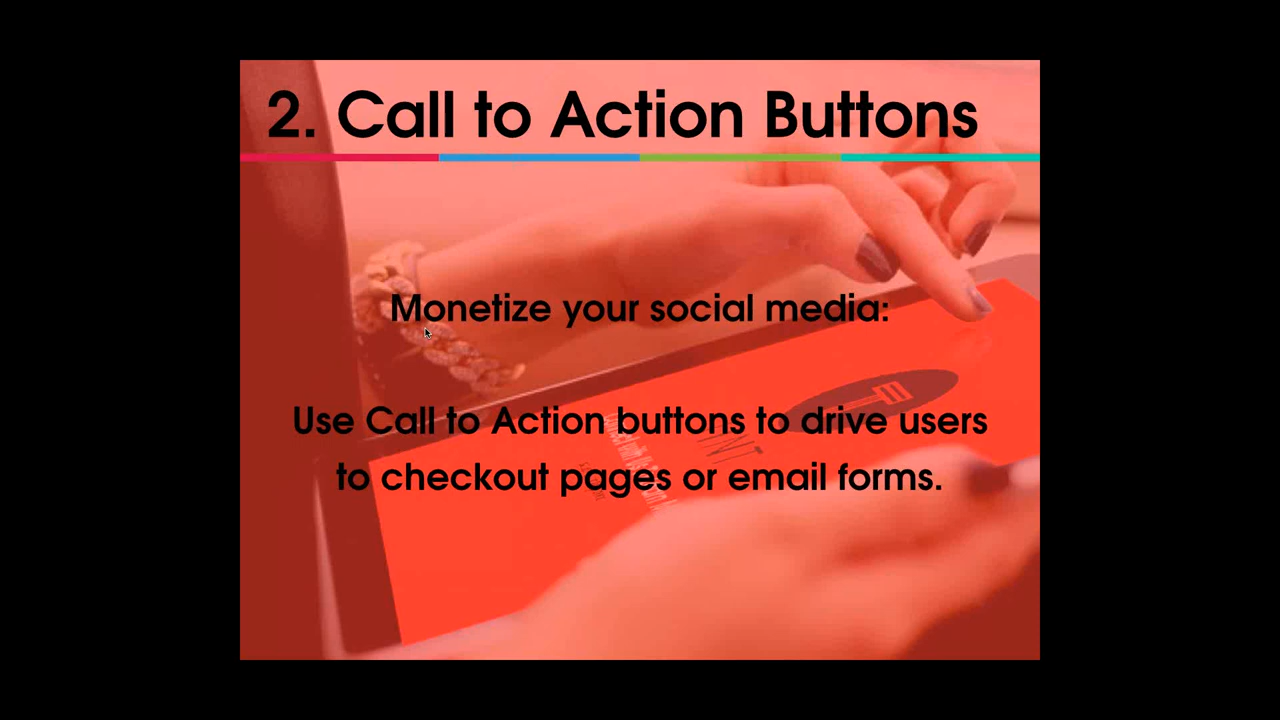 2. Call to Action Buttons
Monetize your social media:
Use Call to Action buttons to drive users
to checkout pages or email forms.